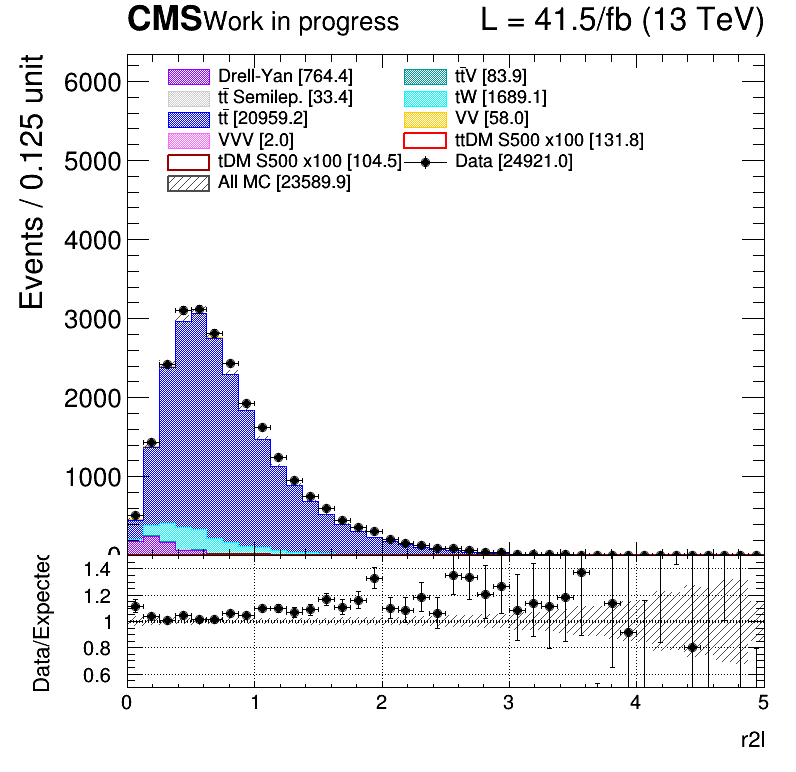 CMS Work in progress L = 41.5/fb (13 TeV)
Events / 0.125 unit
6000
5000
4000
3000
2000
1000
0
Drell-Yan [764.4]
tt̄V [83.9]
tt̄ Semilep. [33.4]
tW [1689.1]
tt̄ [20959.2]
VV [58.0]
VVV [2.0]
ttDM S500 x100 [131.8]
tDM S500 x100 [104.5]
Data [24921.0]
All MC [23589.9]
Data/Expected
1.4
1.2
1
0.8
0.6
0 1 2 3 4 5
r2l